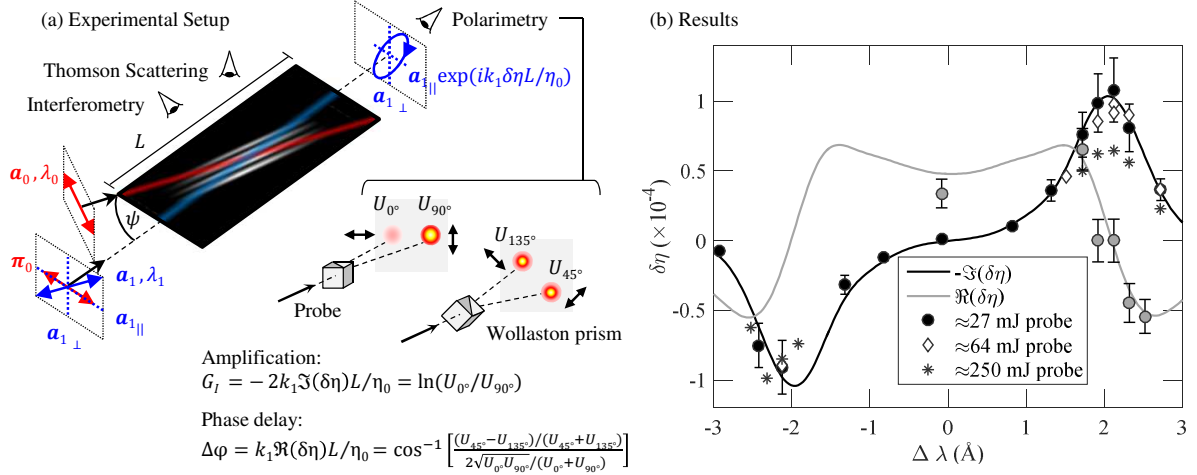 (a) Experimental Setup
Polarimetry
Thomson Scattering
Interferometry
a₁|| exp(ik₁δηL/η₀)
a₁ ⊥
L
a₀, λ₀
ψ
π₀
a₁, λ₁
a₁||
a₁ ⊥
U₀° U₉₀°
U₁₃₅°
U₄₅°
Probe
Wollaston prism
Amplification:
G_I = − 2k₁ℑ(δη)L/η₀ = ln(U₀°/U₉₀°)
Phase delay:
Δφ = k₁ℜ(δη)L/η₀ = cos⁻¹ [(U₄₅°−U₁₃₅°)/(U₄₅°+U₁₃₅°) / 2√(U₀°U₉₀°)/(U₀°+U₉₀°)]
(b) Results
δη (× 10⁻⁴)
1
0.5
0
-0.5
-1
-3 -2 -1 0 1 2 3
Δ λ (Å)
-ℑ(δη)
ℜ(δη)
≈27 mJ probe
≈64 mJ probe
≈250 mJ probe